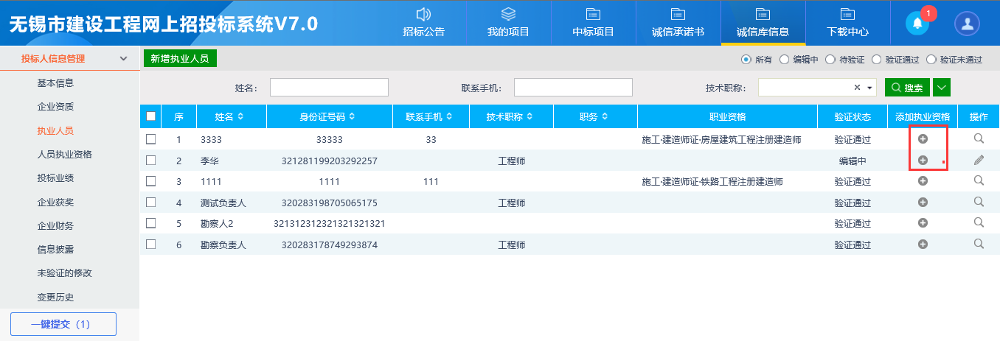 无锡市建设工程网上招投标系统V7.0
招标公告
我的项目
中标项目
诚信承诺书
诚信库信息
下载中心
1
投标人信息管理
基本信息
企业资质
执业人员
人员执业资格
投标业绩
企业获奖
企业财务
信息披露
未验证的修改
变更历史
一键提交（1）
新增执业人员
所有 编辑中 待验证 验证通过 验证未通过
姓名： 联系手机： 技术职称： 搜索
序 姓名 身份证号码 联系手机 技术职称 职务 职业资格 验证状态 添加执业资格 操作
1 3333 33333 33 施工·建造师证·房屋建筑工程注册建造师 验证通过
2 李华 321281199203292257 工程师 编辑中
3 1111 1111 111 施工·建造师证·铁路工程注册建造师 验证通过
4 测试负责人 320283198705065175 工程师 验证通过
5 勘察人2 321312312321321321321 验证通过
6 勘察负责人 320283178749293874 工程师 验证通过